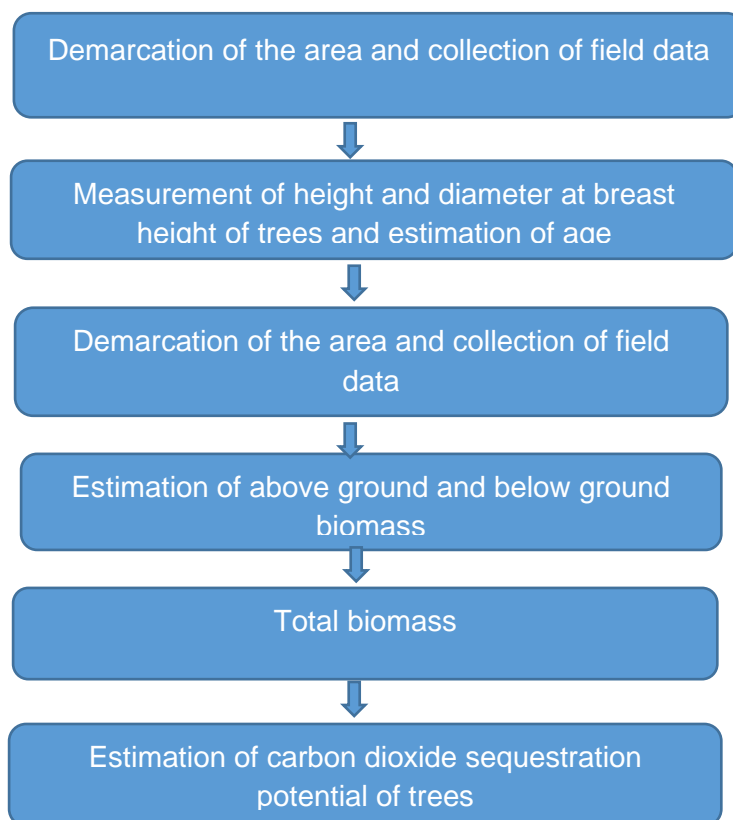 Demarcation of the area and collection of field data
Measurement of height and diameter at breast
height of trees and estimation of age
Demarcation of the area and collection of field
data
Estimation of above ground and below ground
biomass
Total biomass
Estimation of carbon dioxide sequestration
potential of trees